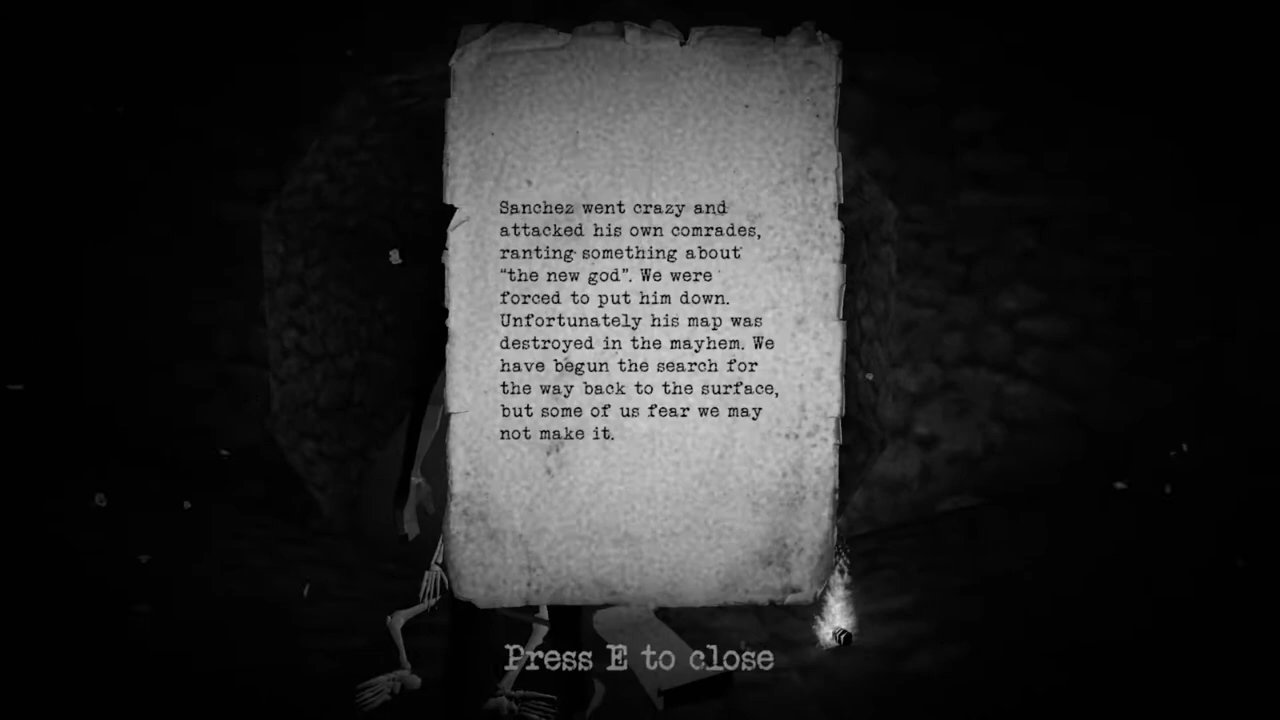 Sanchez went crazy and
attacked his own comrades,
ranting something about
“the new god”. We were
forced to put him down.
Unfortunately his map was
destroyed in the mayhem. We
have begun the search for
the way back to the surface,
but some of us fear we may
not make it.
Press E to close